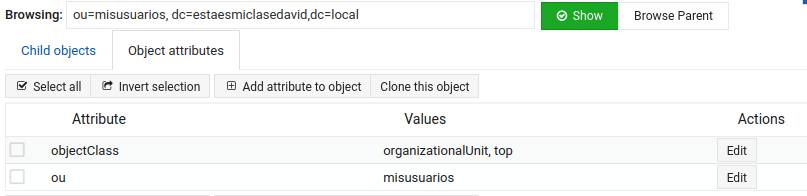 Browsing: ou=misusuarios, dc=estaesmiclasedavid,dc=local Show Browse Parent
Child objects Object attributes
Select all Invert selection Add attribute to object Clone this object
Attribute Values Actions
objectClass organizationalUnit, top Edit
ou misusuarios Edit